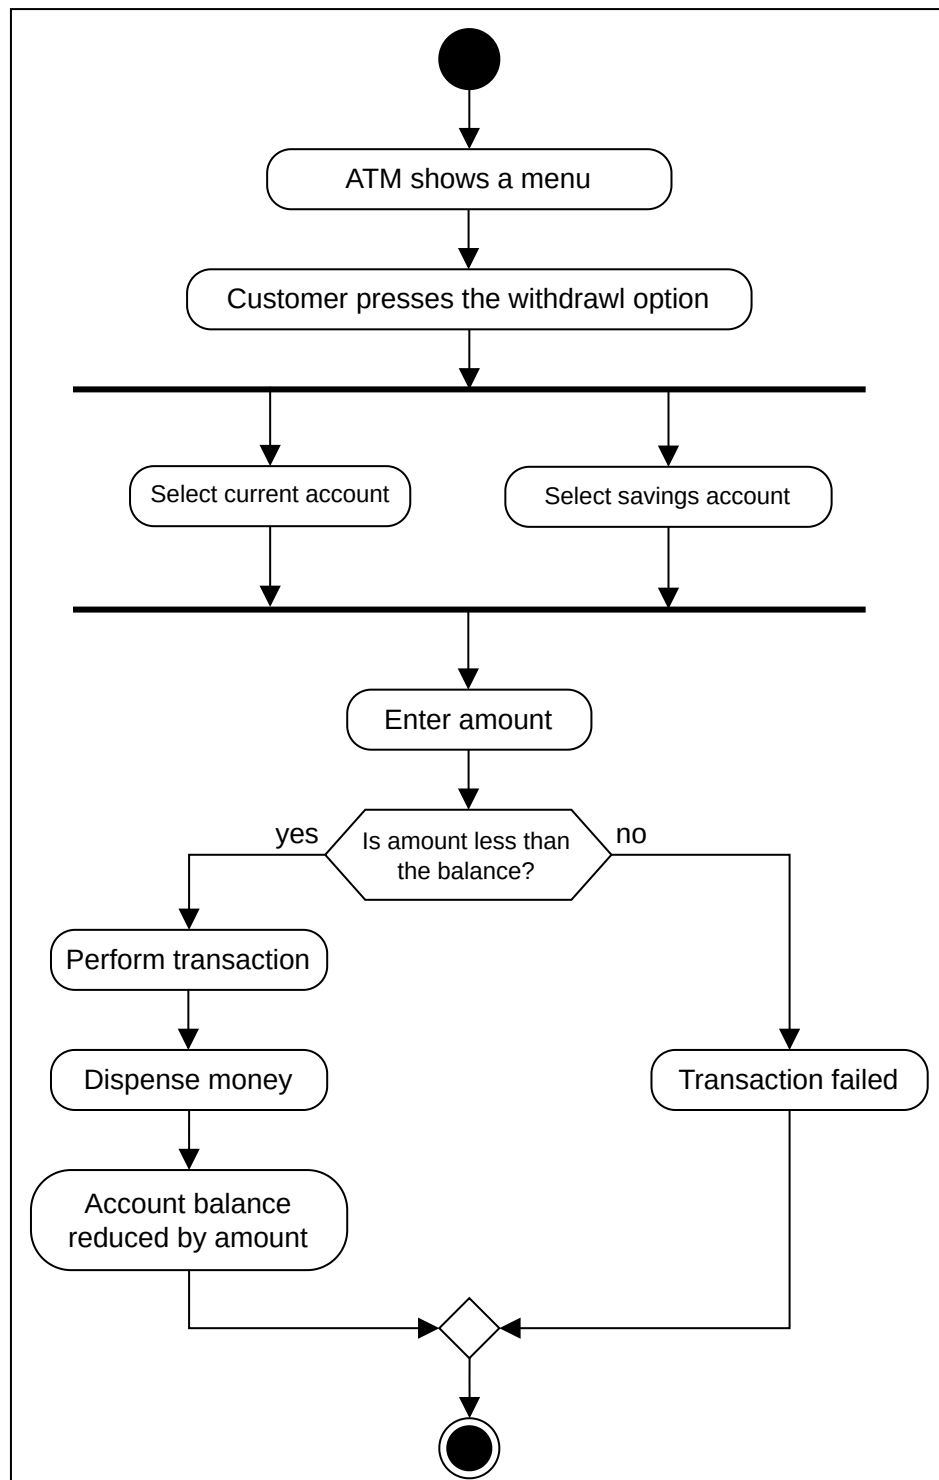 ATM shows a menu
Customer presses the withdrawl option
Select current account
Select savings account
Enter amount
yes
Is amount less than
the balance?
no
Perform transaction
Dispense money
Transaction failed
Account balance
reduced by amount